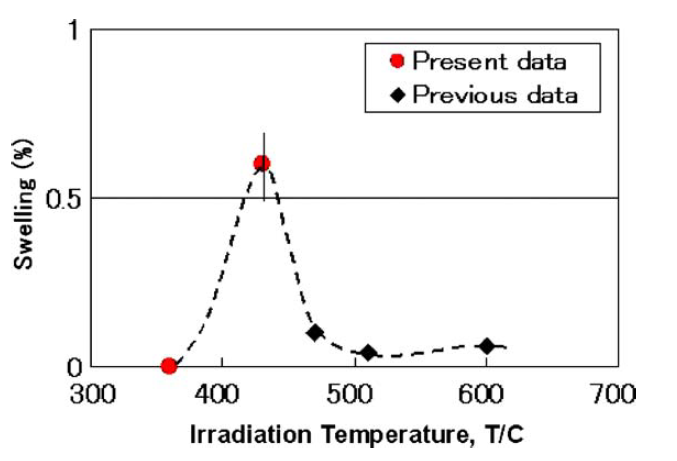 1
Present data
Previous data
0.5
0
300 400 500 600 700
Swelling (%)
Irradiation Temperature, T/C